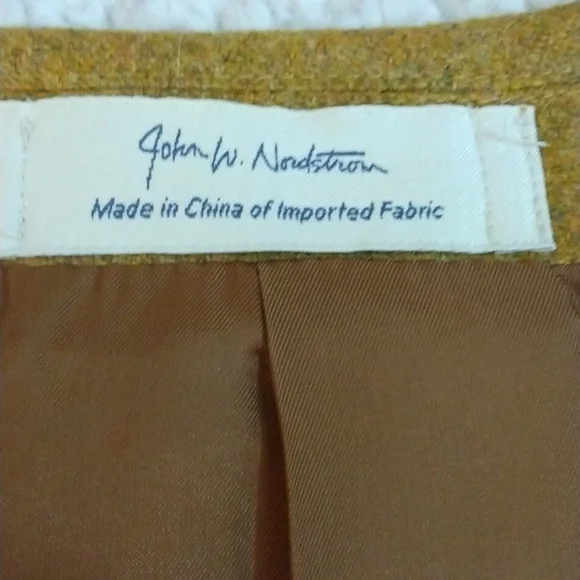 John W. Nordstrom
Made in China of Imported Fabric